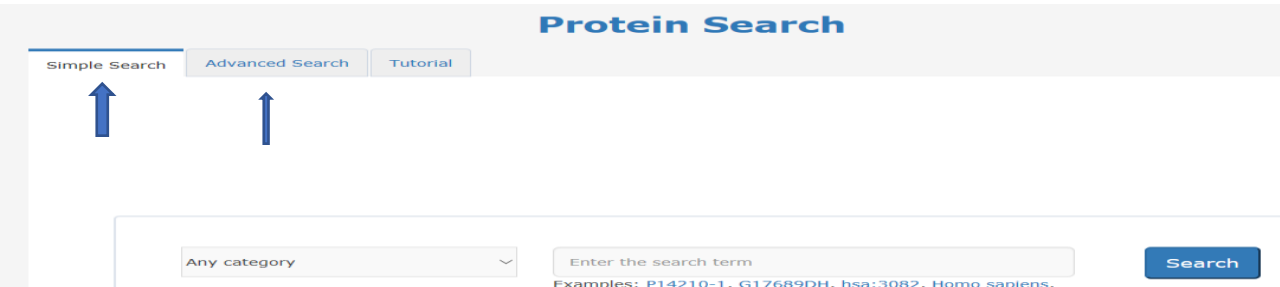 Protein Search
Simple Search Advanced Search Tutorial
Any category Enter the search term Search
Examples: P14210-1, G17689DH, hsa:3082, Homo sapiens,